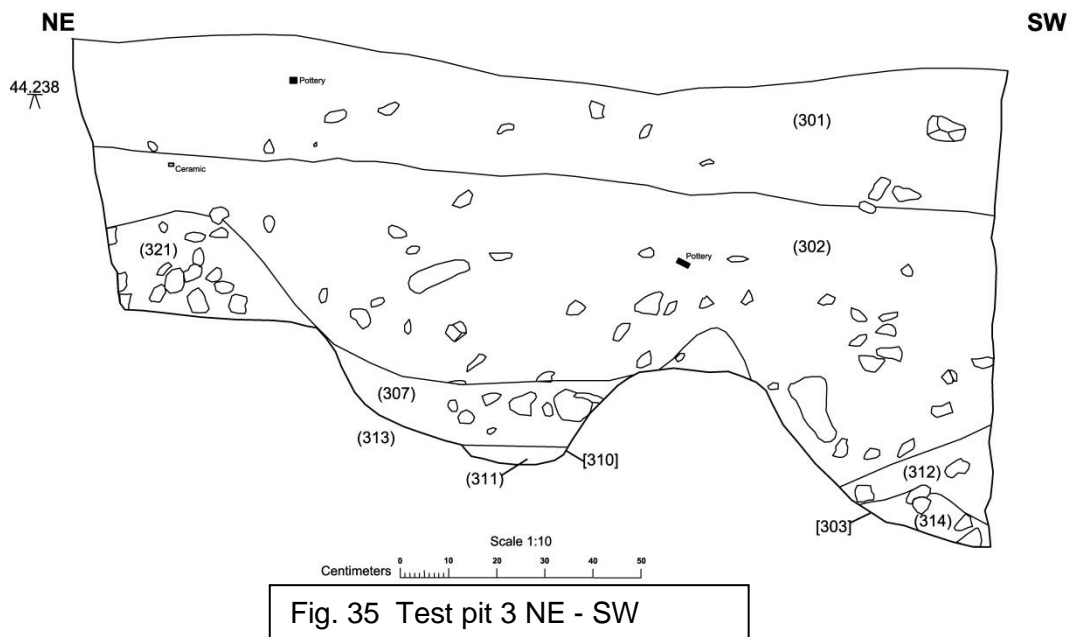 NE
SW
44.238
Pottery
(301)
Ceramic
(321)
(302)
Pottery
(307)
(313)
(311)
[310]
(312)
[303]
(314)
Scale 1:10
Centimeters
0 10 20 30 40 50
Fig. 35 Test pit 3 NE - SW